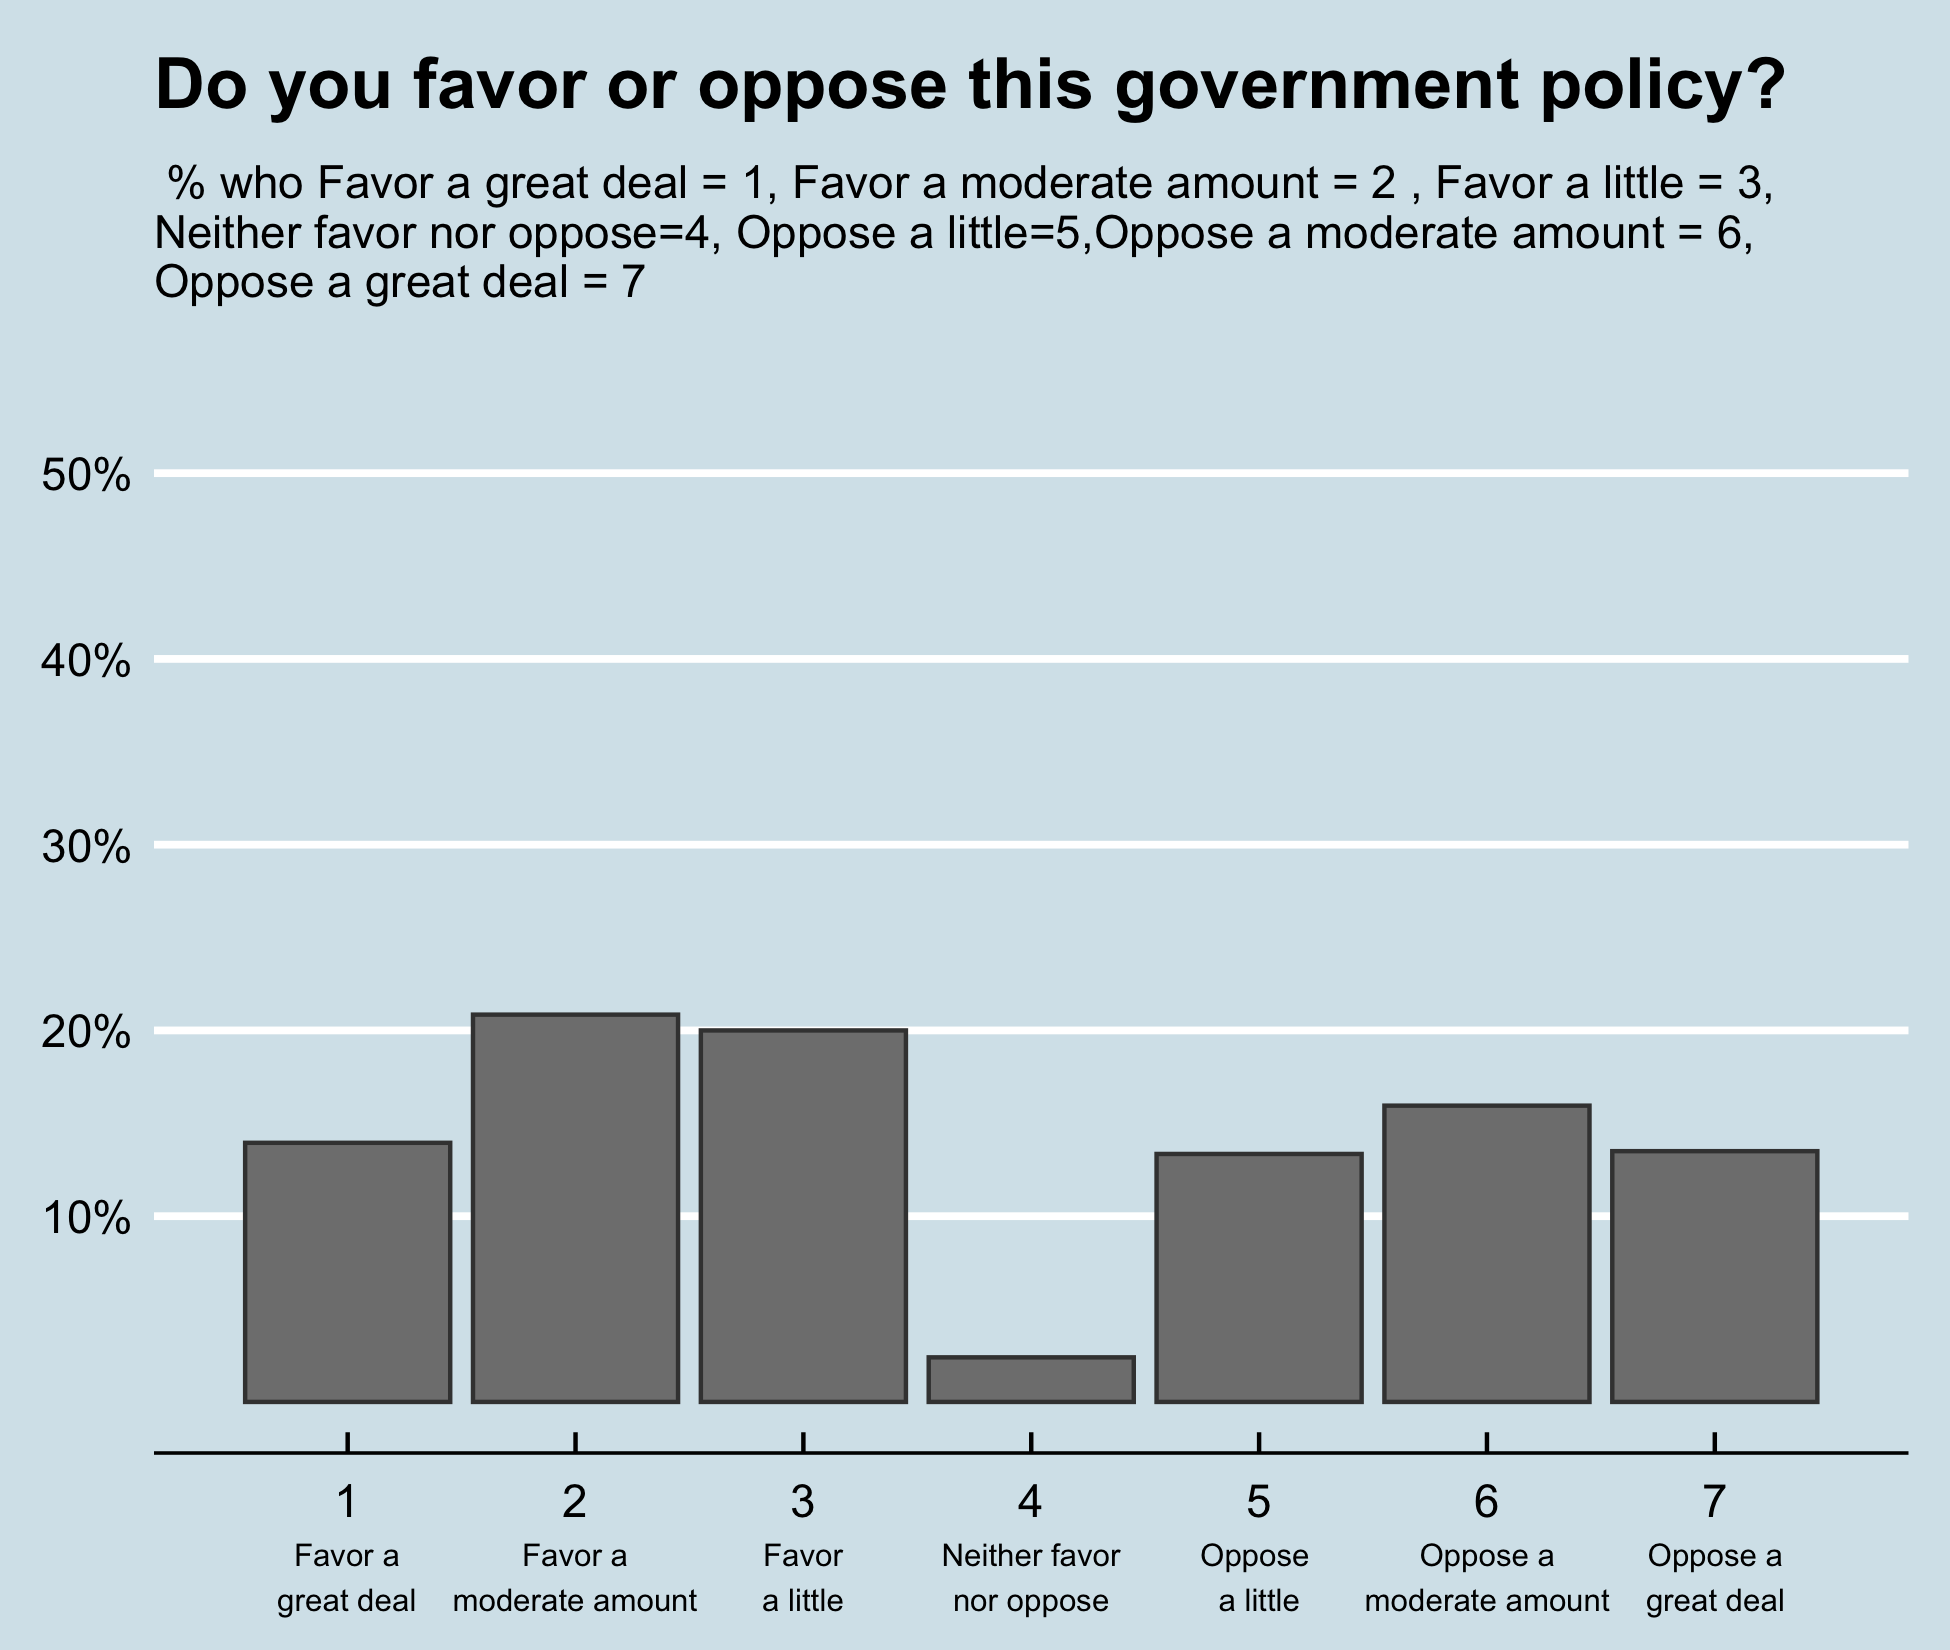 Do you favor or oppose this government policy?
% who Favor a great deal = 1, Favor a moderate amount = 2 , Favor a little = 3,
Neither favor nor oppose=4, Oppose a little=5,Oppose a moderate amount = 6,
Oppose a great deal = 7
50%
40%
30%
20%
10%
1 2 3 4 5 6 7
Favor a Favor a Favor Neither favor Oppose Oppose a Oppose a
great deal moderate amount a little nor oppose a little moderate amount great deal